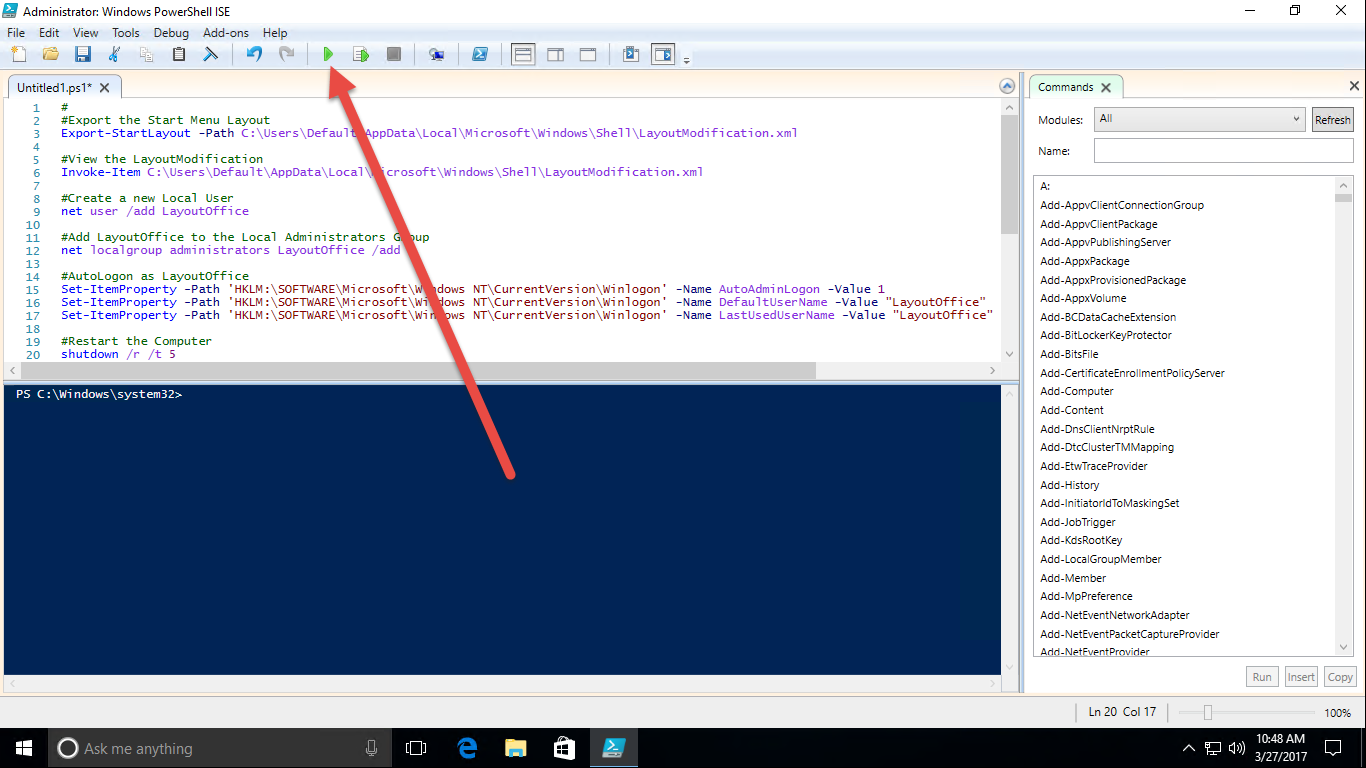 Administrator: Windows PowerShell ISE
File Edit View Tools Debug Add-ons Help
Untitled1.ps1*
1 #
2 #Export the Start Menu Layout
3 Export-StartLayout -Path C:\Users\Default\AppData\Local\Microsoft\Windows\Shell\LayoutModification.xml
4
5 #View the LayoutModification
6 Invoke-Item C:\Users\Default\AppData\Local\Microsoft\Windows\Shell\LayoutModification.xml
7
8 #Create a new Local User
9 net user /add LayoutOffice
10
11 #Add LayoutOffice to the Local Administrators Group
12 net localgroup administrators LayoutOffice /add
13
14 #AutoLogon as LayoutOffice
15 Set-ItemProperty -Path 'HKLM:\SOFTWARE\Microsoft\Windows NT\CurrentVersion\Winlogon' -Name AutoAdminLogon -Value 1
16 Set-ItemProperty -Path 'HKLM:\SOFTWARE\Microsoft\Windows NT\CurrentVersion\Winlogon' -Name DefaultUserName -Value "LayoutOffice"
17 Set-ItemProperty -Path 'HKLM:\SOFTWARE\Microsoft\Windows NT\CurrentVersion\Winlogon' -Name LastUsedUserName -Value "LayoutOffice"
18
19 #Restart the Computer
20 shutdown /r /t 5
PS C:\Windows\system32>
Commands
Modules: All Refresh
Name:
A:
Add-AppvClientConnectionGroup
Add-AppvClientPackage
Add-AppvPublishingServer
Add-AppxPackage
Add-AppxProvisionedPackage
Add-AppxVolume
Add-BCDataCacheExtension
Add-BitLockerKeyProtector
Add-BitsFile
Add-CertificateEnrollmentPolicyServer
Add-Computer
Add-Content
Add-DnsClientNrptRule
Add-DtcClusterTMMapping
Add-EtwTraceProvider
Add-History
Add-InitiatorIdToMaskingSet
Add-JobTrigger
Add-KdsRootKey
Add-LocalGroupMember
Add-Member
Add-MpPreference
Add-NetEventNetworkAdapter
Add-NetEventPacketCaptureProvider
Add-NetEventProvider
Run Insert Copy
Ln 20 Col 17 100%
Ask me anything
10:48 AM
3/27/2017